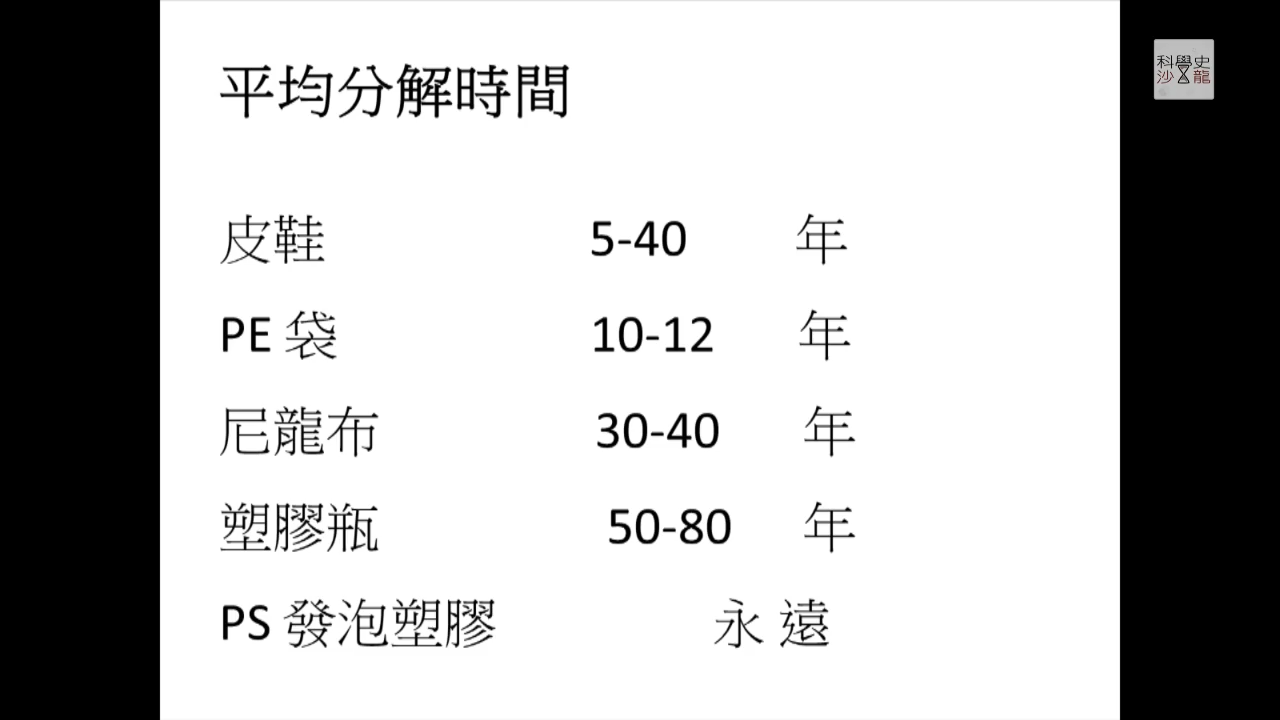 平均分解時間
科學史
沙龍
皮鞋 5-40 年
PE 袋 10-12 年
尼龍布 30-40 年
塑膠瓶 50-80 年
PS 發泡塑膠 永 遠